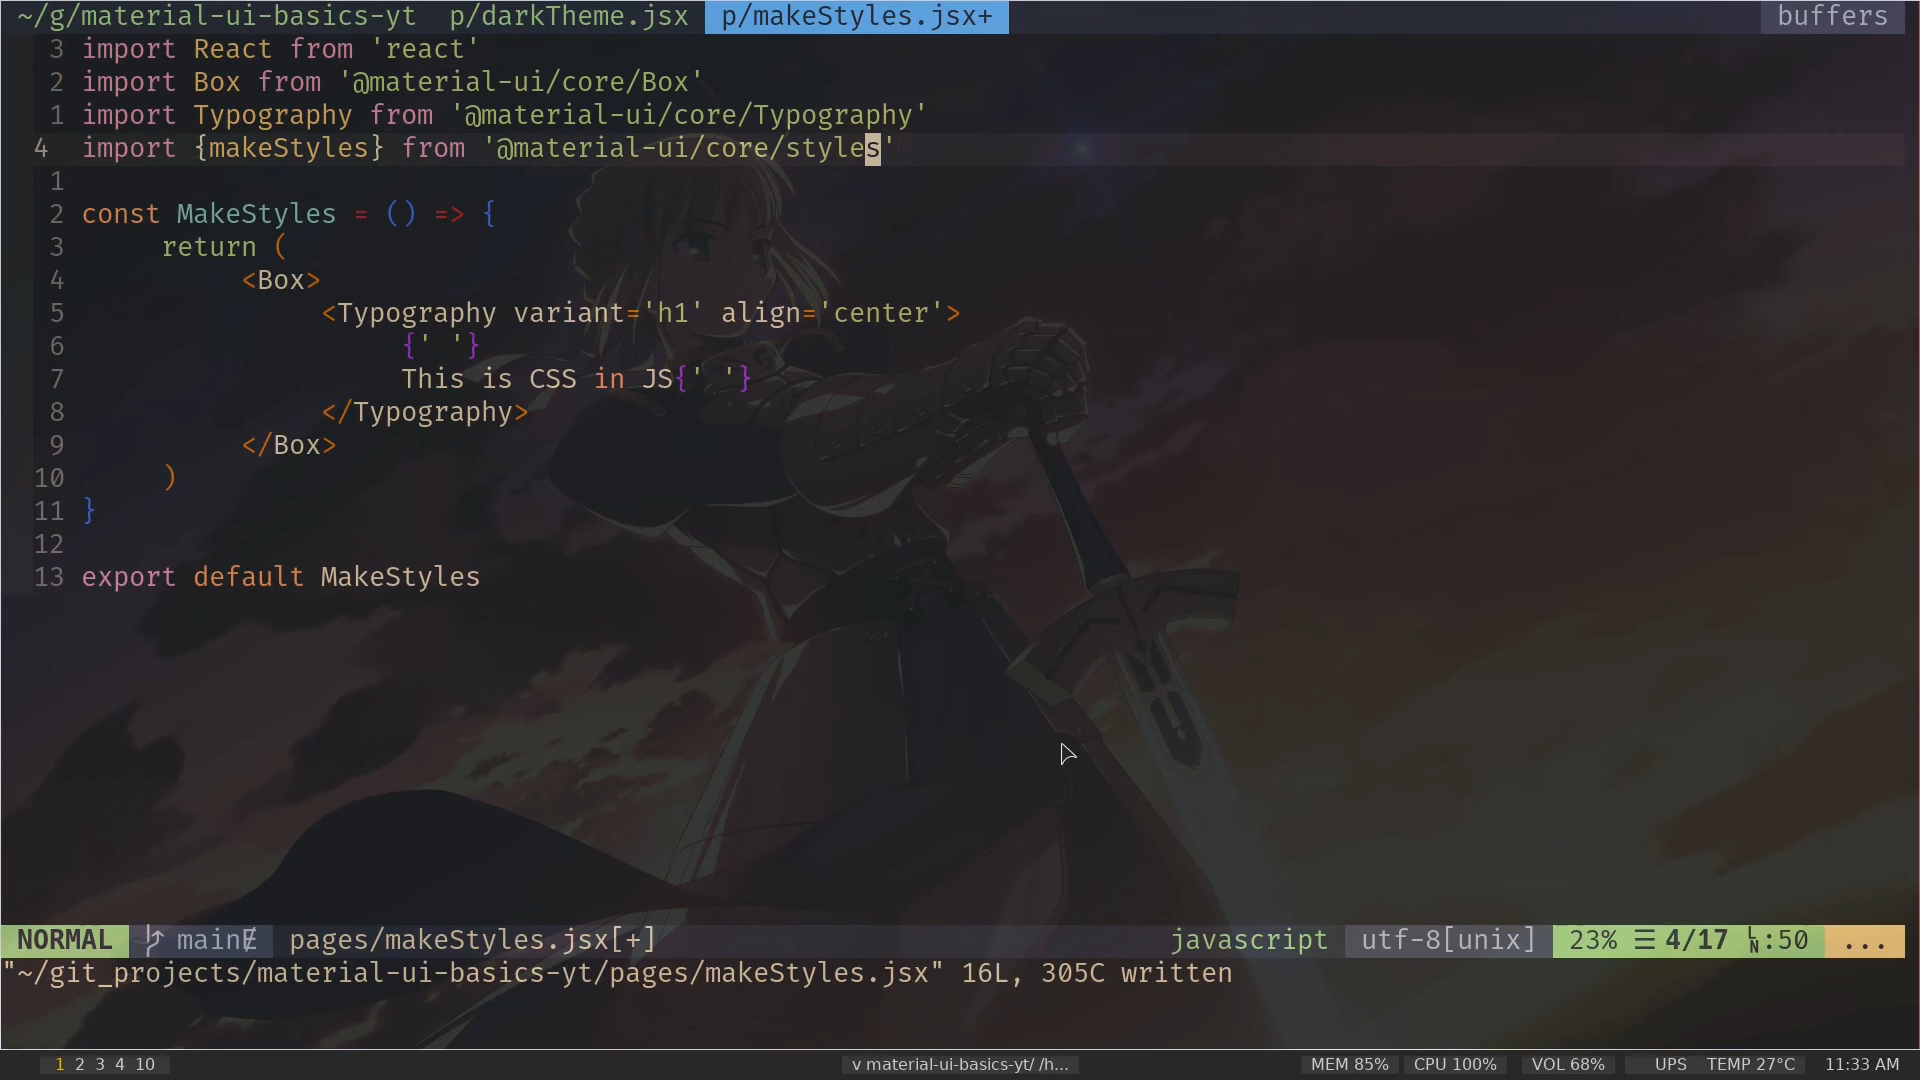 ~/g/material-ui-basics-yt p/darkTheme.jsx p/makeStyles.jsx+ buffers
3 import React from 'react'
2 import Box from '@material-ui/core/Box'
1 import Typography from '@material-ui/core/Typography'
4 import {makeStyles} from '@material-ui/core/styles'
1
2 const MakeStyles = () => {
3 return (
4 <Box>
5 <Typography variant='h1' align='center'>
6 {' '}
7 This is CSS in JS{' '}
8 </Typography>
9 </Box>
10 )
11 }
12
13 export default MakeStyles
NORMAL mainɆ pages/makeStyles.jsx[+] javascript utf-8[unix] 23% ☰ 4/17 LN:50 ...
"~/git_projects/material-ui-basics-yt/pages/makeStyles.jsx" 16L, 305C written
1 2 3 4 10 v material-ui-basics-yt/ /h... MEM 85% CPU 100% VOL 68% UPS TEMP 27°C 11:33 AM